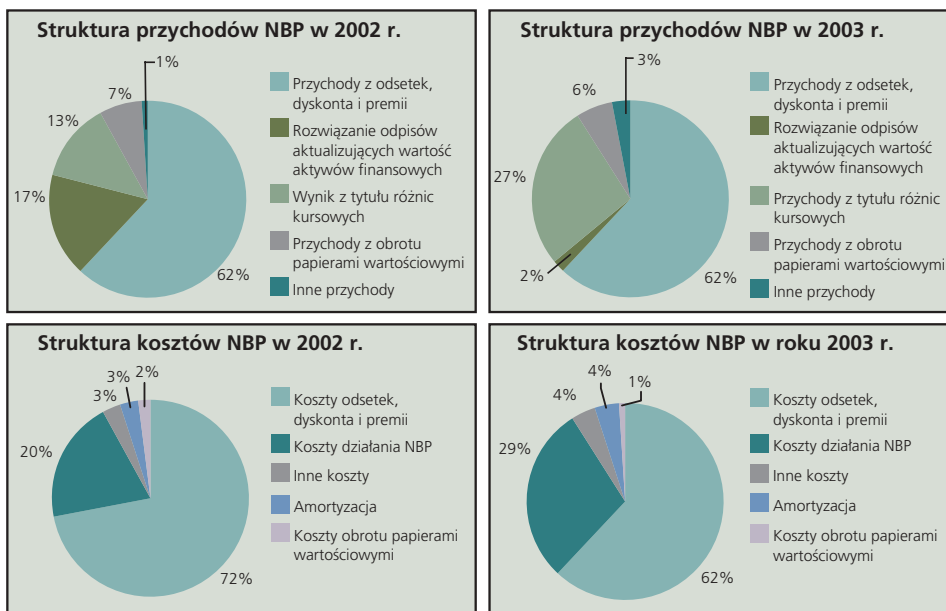 Struktura przychodów NBP w 2002 r.
1%
7%
13%
17%
62%
Przychody z odsetek,
dyskonta i premii
Rozwiązanie odpisów
aktualizujących wartość
aktywów finansowych
Wynik z tytułu różnic
kursowych
Przychody z obrotu
papierami wartościowymi
Inne przychody
Struktura przychodów NBP w 2003 r.
3%
6%
27%
2%
62%
Przychody z odsetek,
dyskonta i premii
Rozwiązanie odpisów
aktualizujących wartość
aktywów finansowych
Przychody z tytułu różnic
kursowych
Przychody z obrotu
papierami wartościowymi
Inne przychody
Struktura kosztów NBP w 2002 r.
2%
3%
3%
20%
72%
Koszty odsetek,
dyskonta i premii
Koszty działania NBP
Inne koszty
Amortyzacja
Koszty obrotu papierami
wartościowymi
Struktura kosztów NBP w roku 2003 r.
4%
1%
4%
29%
62%
Koszty odsetek,
dyskonta i premii
Koszty działania NBP
Inne koszty
Amortyzacja
Koszty obrotu papierami
wartościowymi